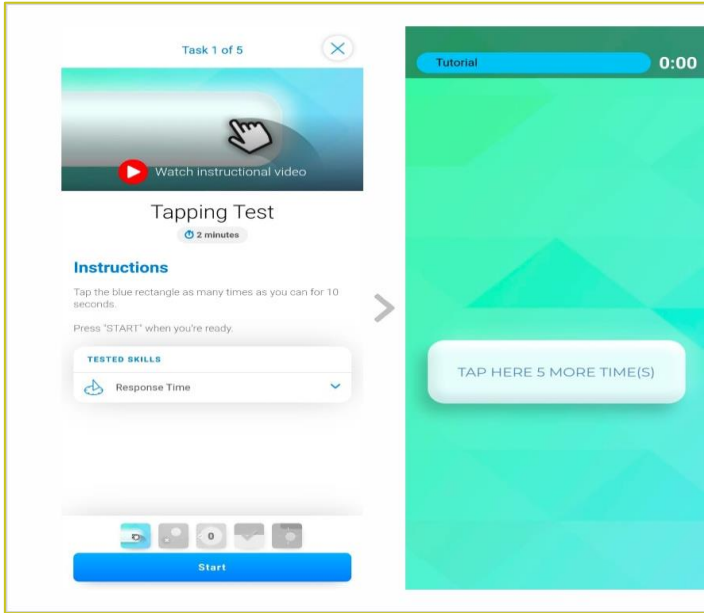 Task 1 of 5
Watch instructional video
Tapping Test
2 minutes
Instructions
Tap the blue rectangle as many times as you can for 10
seconds.
Press "START" when you're ready.
TESTED SKILLS
Response Time
0
Start
Tutorial
0:00
TAP HERE 5 MORE TIME(S)